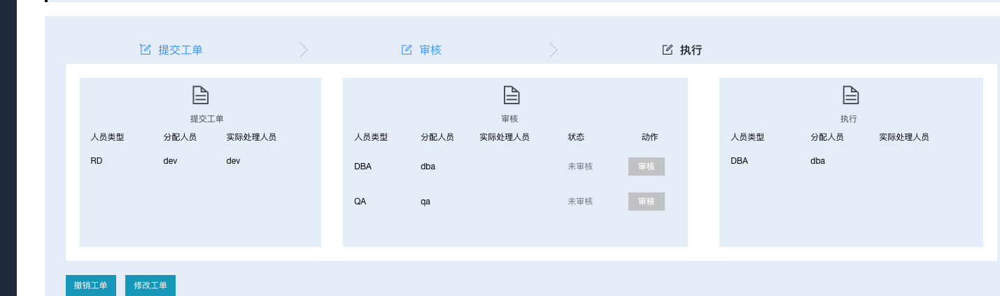 提交工单 审核 执行
提交工单
人员类型 分配人员 实际处理人员
RD dev dev
审核
人员类型 分配人员 实际处理人员 状态 动作
DBA dba 未审核 审核
QA qa 未审核 审核
执行
人员类型 分配人员 实际处理人员
DBA dba
撤销工单 修改工单